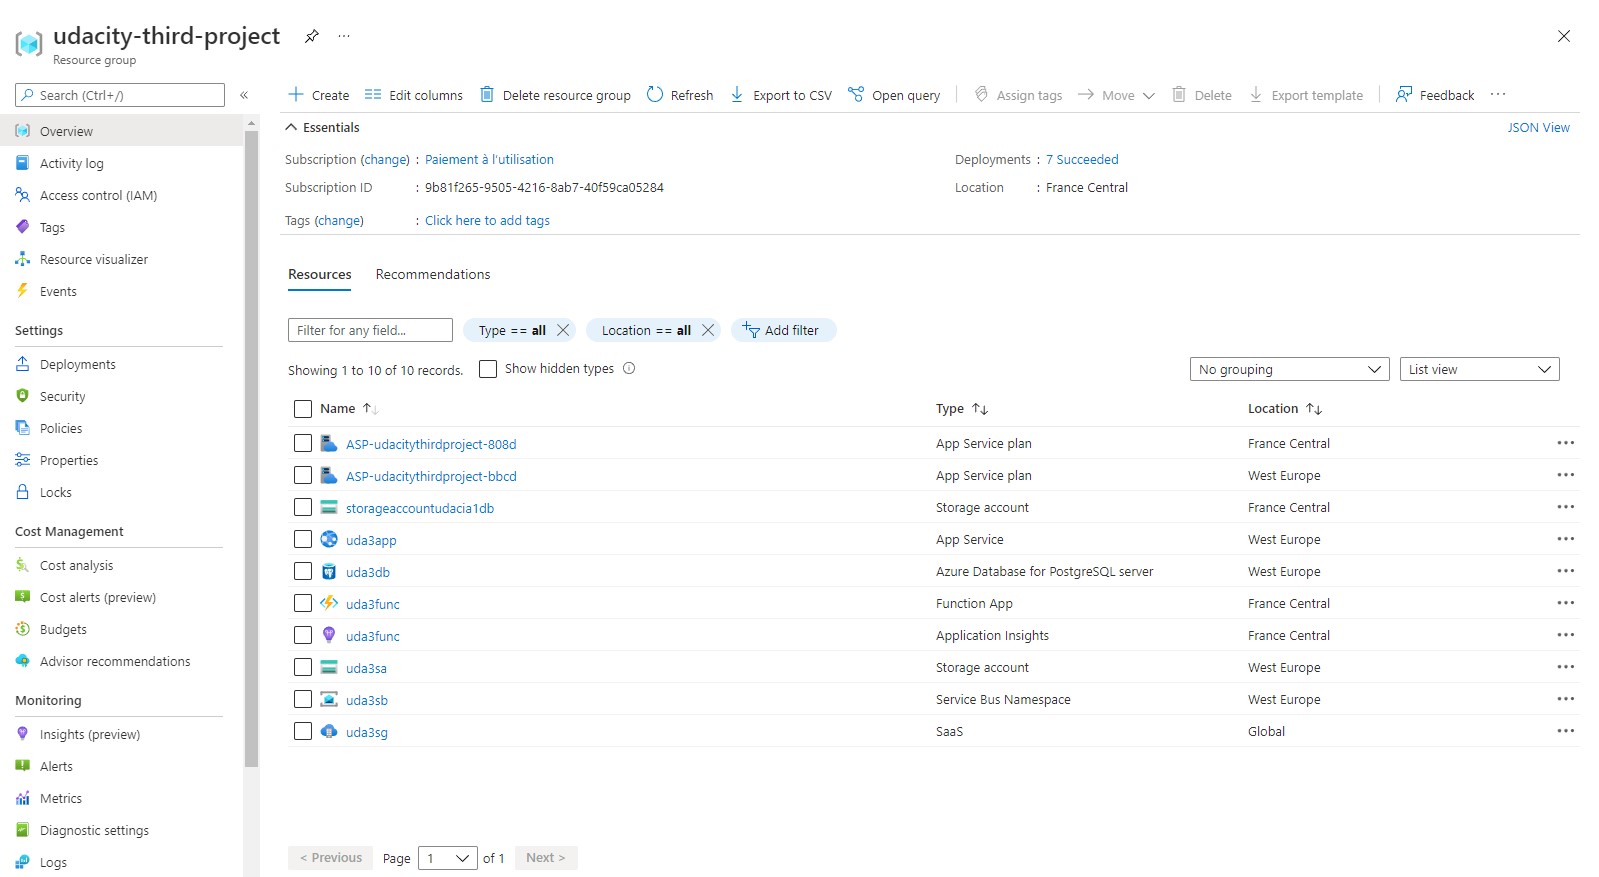 udacity-third-project
Resource group
Search (Ctrl+/)
«
Overview
Activity log
Access control (IAM)
Tags
Resource visualizer
Events
Settings
Deployments
Security
Policies
Properties
Locks
Cost Management
Cost analysis
Cost alerts (preview)
Budgets
Advisor recommendations
Monitoring
Insights (preview)
Alerts
Metrics
Diagnostic settings
Logs
Create Edit columns Delete resource group Refresh Export to CSV Open query Assign tags Move Delete Export template Feedback
Essentials JSON View
Subscription (change) : Paiement à l'utilisation Deployments : 7 Succeeded
Subscription ID : 9b81f265-9505-4216-8ab7-40f59ca05284 Location : France Central
Tags (change) : Click here to add tags
Resources Recommendations
Filter for any field... Type == all Location == all Add filter
Showing 1 to 10 of 10 records. Show hidden types No grouping List view
Name Type Location
ASP-udacitythirdproject-808d App Service plan France Central
ASP-udacitythirdproject-bbcd App Service plan West Europe
storageaccountudacia1db Storage account France Central
uda3app App Service West Europe
uda3db Azure Database for PostgreSQL server West Europe
uda3func Function App France Central
uda3func Application Insights France Central
uda3sa Storage account West Europe
uda3sb Service Bus Namespace West Europe
uda3sg SaaS Global
< Previous Page 1 of 1 Next >